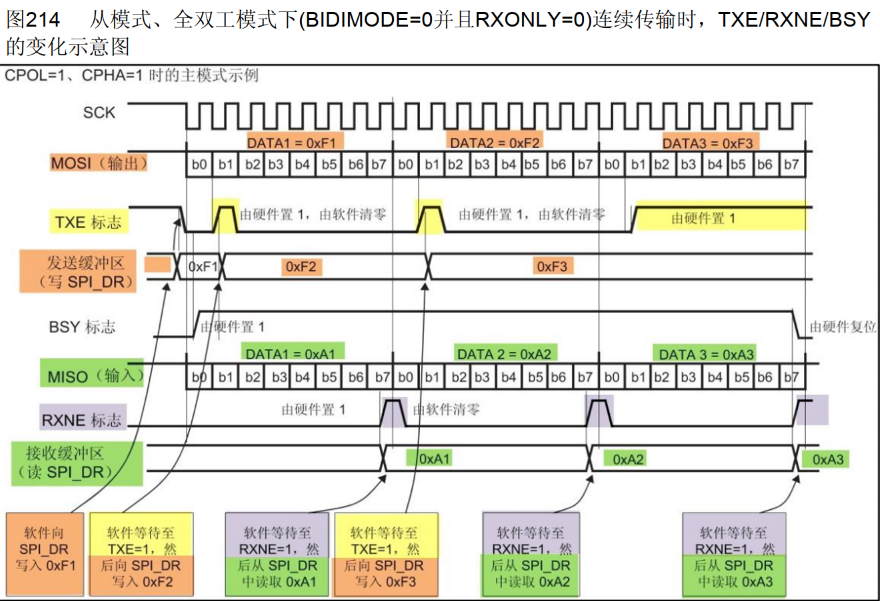 图214 从模式、全双工模式下(BIDIMODE=0并且RXONLY=0)连续传输时，TXE/RXNE/BSY
的变化示意图
CPOL=1、CPHA=1 时的主模式示例
SCK
DATA1 = 0xF1 DATA2 = 0xF2 DATA3 = 0xF3
MOSI（输出） b0 b1 b2 b3 b4 b5 b6 b7 b0 b1 b2 b3 b4 b5 b6 b7 b0 b1 b2 b3 b4 b5 b6 b7
TXE 标志 由硬件置 1，由软件清零 由硬件置 1，由软件清零 由硬件置 1
发送缓冲区
（写 SPI_DR） 0xF1 0xF2 0xF3
BSY 标志 由硬件置 1 由硬件复位
DATA1 = 0xA1 DATA 2 = 0xA2 DATA 3 = 0xA3
MISO（输入） b0 b1 b2 b3 b4 b5 b6 b7 b0 b1 b2 b3 b4 b5 b6 b7 b0 b1 b2 b3 b4 b5 b6 b7
RXNE 标志 由硬件置 1 由软件清零
接收缓冲区
（读 SPI_DR） 0xA1 0xA2 0xA3
软件向
SPI_DR
写入 0xF1
软件等待至
TXE=1，然
后向 SPI_DR
写入 0xF2
软件等待至
RXNE=1，然
后从 SPI_DR
中读取 0xA1
软件等待至
TXE=1，然
后向 SPI_DR
写入 0xF3
软件等待至
RXNE=1，然
后从 SPI_DR
中读取 0xA2
软件等待至
RXNE=1，然
后从 SPI_DR
中读取 0xA3